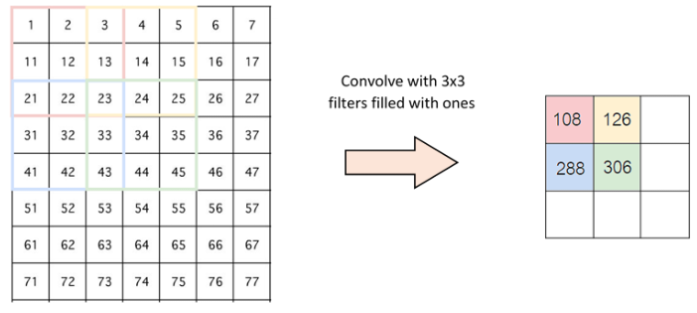 1 2 3 4 5 6 7
11 12 13 14 15 16 17
21 22 23 24 25 26 27
31 32 33 34 35 36 37
41 42 43 44 45 46 47
51 52 53 54 55 56 57
61 62 63 64 65 66 67
71 72 73 74 75 76 77
Convolve with 3x3
filters filled with ones
108 126
288 306